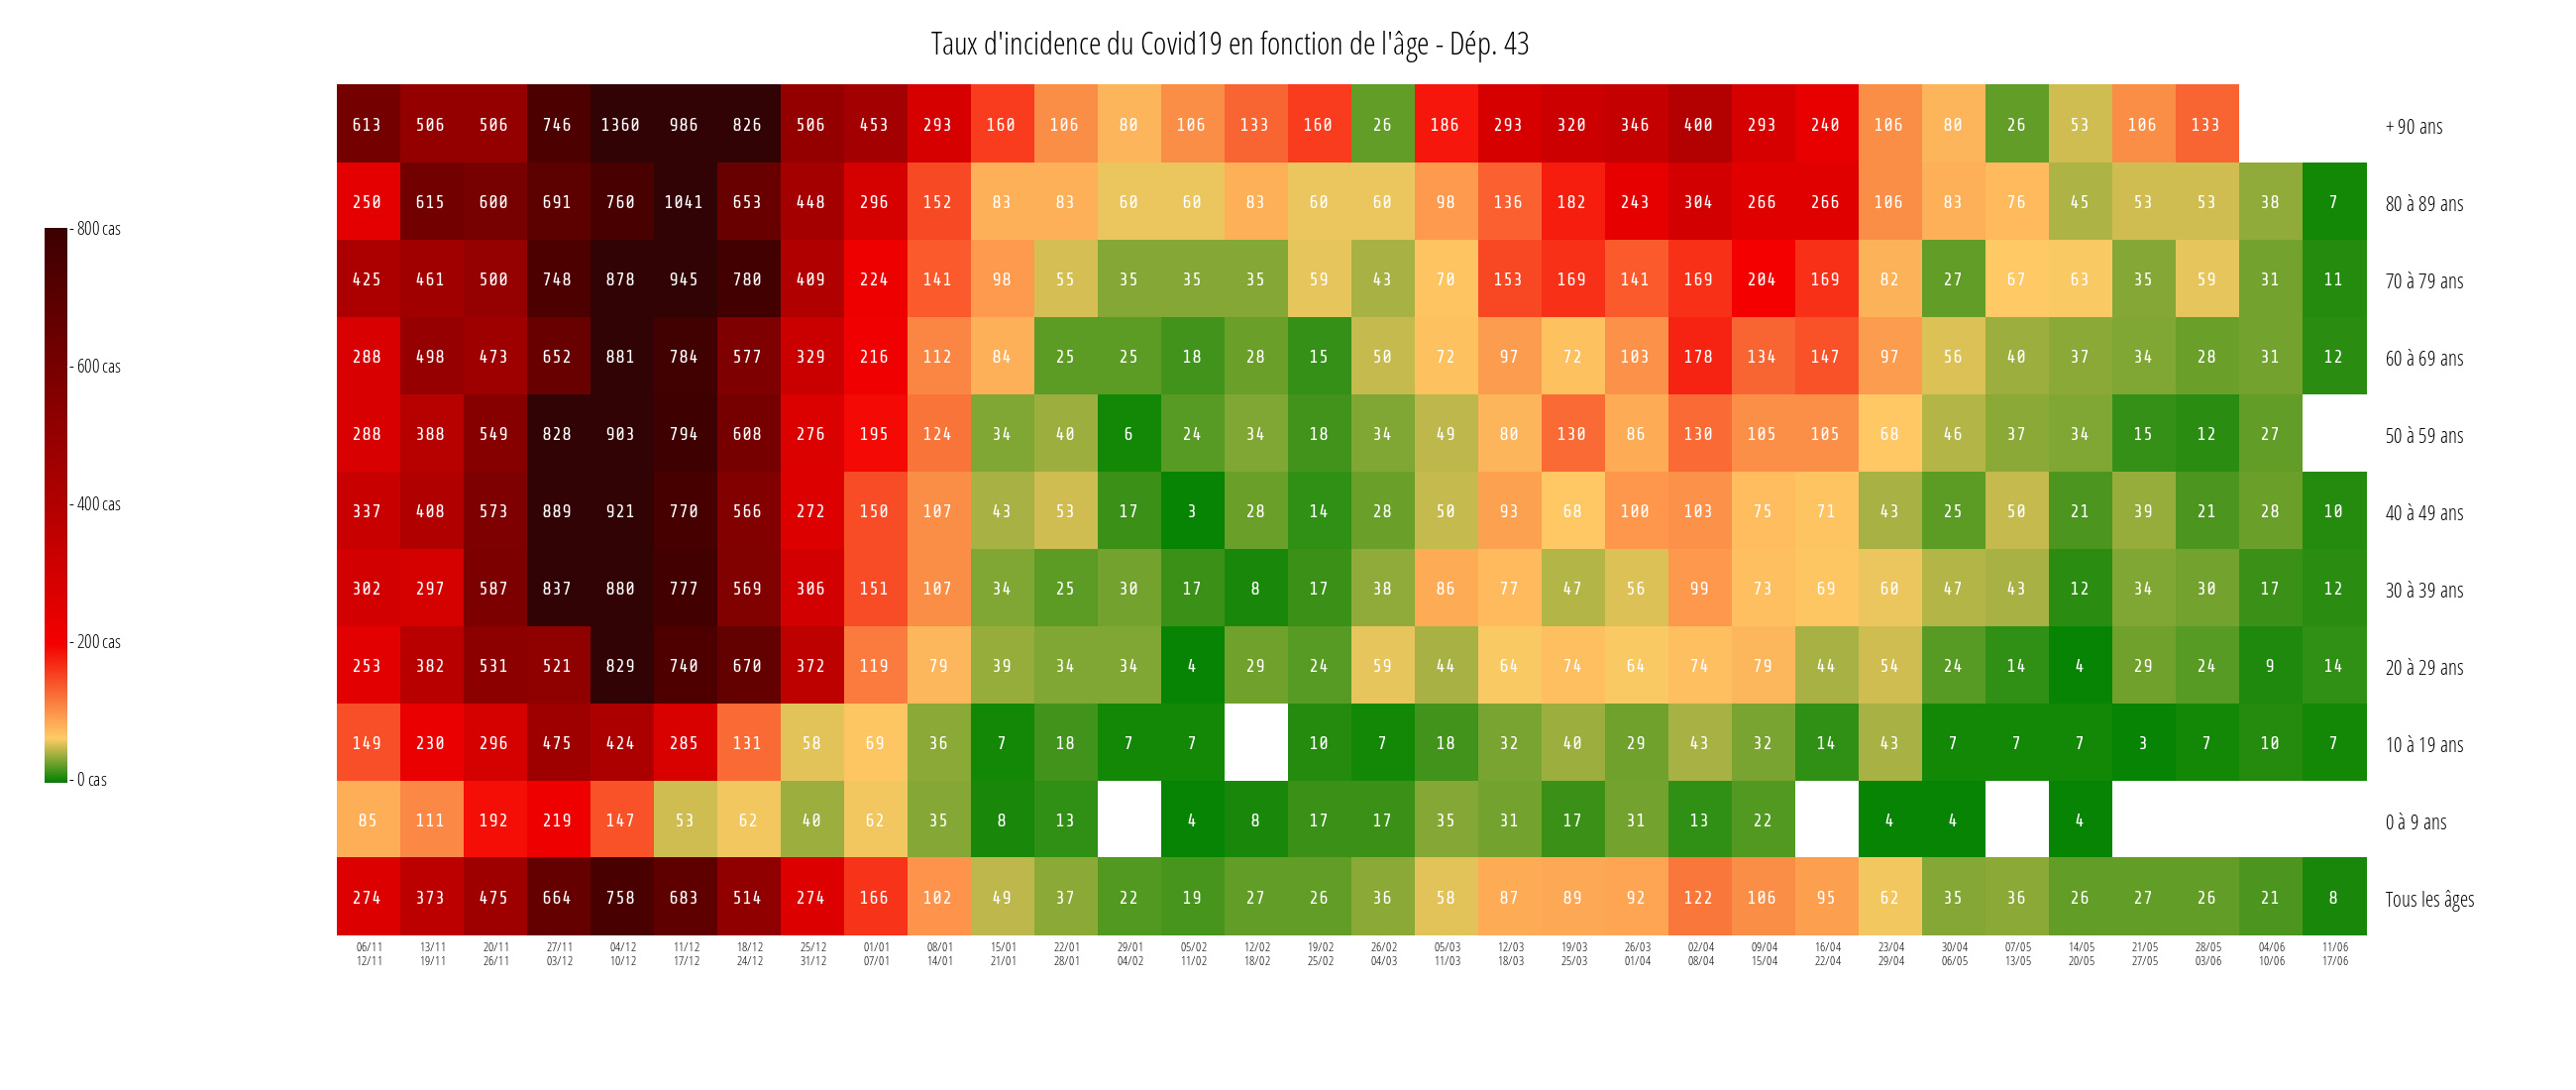 Taux d'incidence du Covid19 en fonction de l'âge - Dép. 43
- 800 cas
- 600 cas
- 400 cas
- 200 cas
- 0 cas
613 506 506 746 1360 986 826 506 453 293 160 106 80 106 133 160 26 186 293 320 346 400 293 240 106 80 26 53 106 133 + 90 ans
250 615 600 691 760 1041 653 448 296 152 83 83 60 60 83 60 60 98 136 182 243 304 266 266 106 83 76 45 53 53 38 7 80 à 89 ans
425 461 500 748 878 945 780 409 224 141 98 55 35 35 35 59 43 70 153 169 141 169 204 169 82 27 67 63 35 59 31 11 70 à 79 ans
288 498 473 652 881 784 577 329 216 112 84 25 25 18 28 15 50 72 97 72 103 178 134 147 97 56 40 37 34 28 31 12 60 à 69 ans
288 388 549 828 903 794 608 276 195 124 34 40 6 24 34 18 34 49 80 130 86 130 105 105 68 46 37 34 15 12 27 50 à 59 ans
337 408 573 889 921 770 566 272 150 107 43 53 17 3 28 14 28 50 93 68 100 103 75 71 43 25 50 21 39 21 28 10 40 à 49 ans
302 297 587 837 880 777 569 306 151 107 34 25 30 17 8 17 38 86 77 47 56 99 73 69 60 47 43 12 34 30 17 12 30 à 39 ans
253 382 531 521 829 740 670 372 119 79 39 34 34 4 29 24 59 44 64 74 64 74 79 44 54 24 14 4 29 24 9 14 20 à 29 ans
149 230 296 475 424 285 131 58 69 36 7 18 7 7 10 7 18 32 40 29 43 32 14 43 7 7 7 3 7 10 7 10 à 19 ans
85 111 192 219 147 53 62 40 62 35 8 13 4 8 17 17 35 31 17 31 13 22 4 4 4 0 à 9 ans
274 373 475 664 758 683 514 274 166 102 49 37 22 19 27 26 36 58 87 89 92 122 106 95 62 35 36 26 27 26 21 8 Tous les âges
06/11 13/11 20/11 27/11 04/12 11/12 18/12 25/12 01/01 08/01 15/01 22/01 29/01 05/02 12/02 19/02 26/02 05/03 12/03 19/03 26/03 02/04 09/04 16/04 23/04 30/04 07/05 14/05 21/05 28/05 04/06 11/06
12/11 19/11 26/11 03/12 10/12 17/12 24/12 31/12 07/01 14/01 21/01 28/01 04/02 11/02 18/02 25/02 04/03 11/03 18/03 25/03 01/04 08/04 15/04 22/04 29/04 06/05 13/05 20/05 27/05 03/06 10/06 17/06